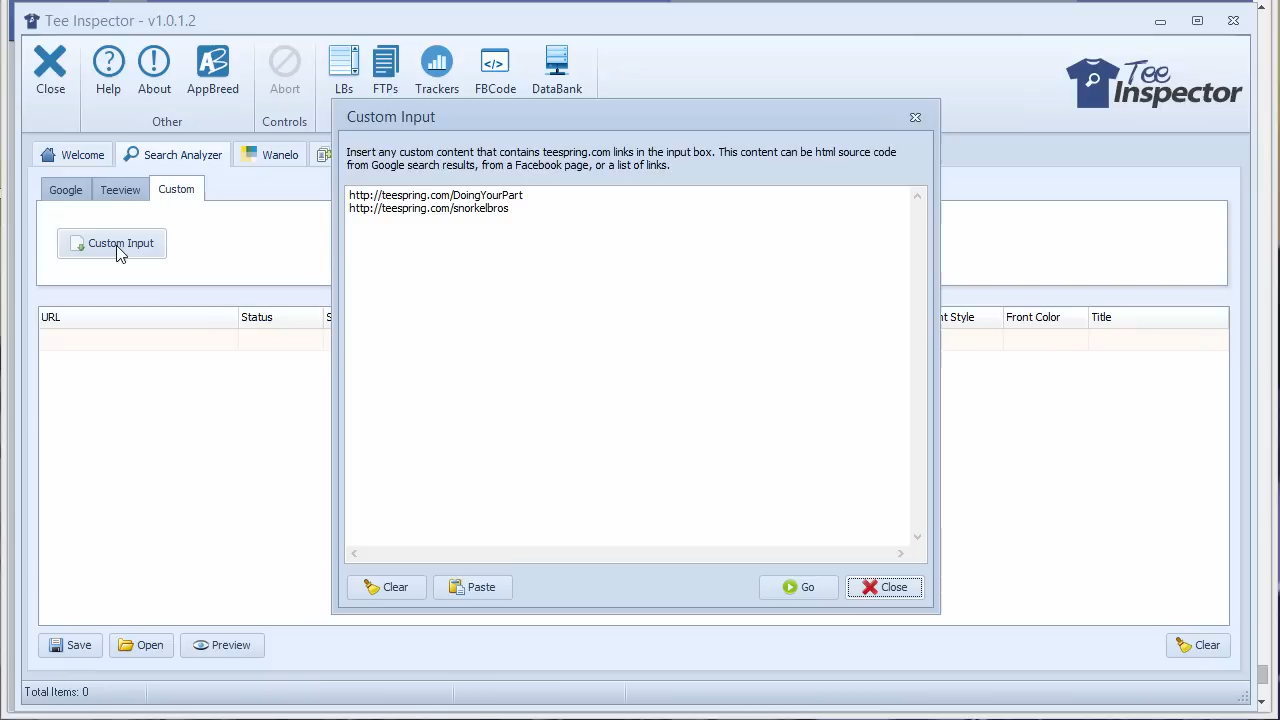 Tee Inspector - v1.0.1.2
Close
Help
About
AppBreed
Abort
LBs
FTPs
Trackers
FBCode
DataBank
Other
Controls
Tee
Inspector
Welcome
Search Analyzer
Wanelo
Google
Teeview
Custom
Custom Input
Custom Input
Insert any custom content that contains teespring.com links in the input box. This content can be html source code
from Google search results, from a Facebook page, or a list of links.
http://teespring.com/DoingYourPart
http://teespring.com/snorkelbros
URL
Status
S
nt Style
Front Color
Title
Clear
Paste
Go
Close
Save
Open
Preview
Clear
Total Items: 0